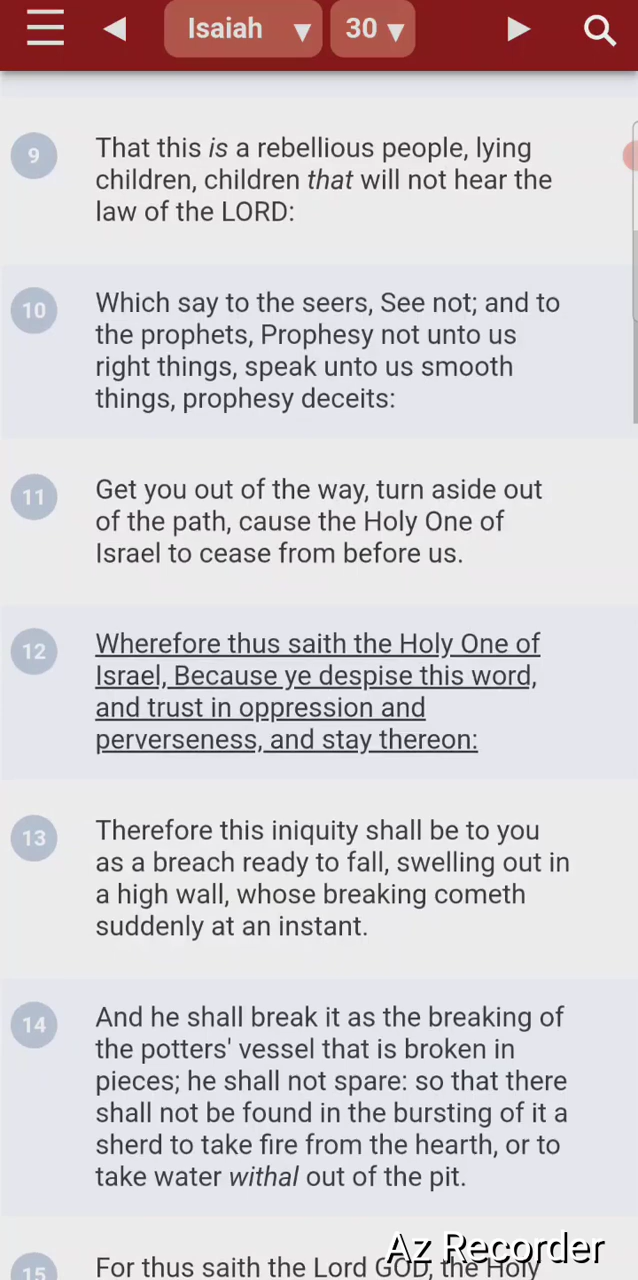 Isaiah 30
9
That this is a rebellious people, lying
children, children that will not hear the
law of the LORD:
10
Which say to the seers, See not; and to
the prophets, Prophesy not unto us
right things, speak unto us smooth
things, prophesy deceits:
11
Get you out of the way, turn aside out
of the path, cause the Holy One of
Israel to cease from before us.
12
Wherefore thus saith the Holy One of
Israel, Because ye despise this word,
and trust in oppression and
perverseness, and stay thereon:
13
Therefore this iniquity shall be to you
as a breach ready to fall, swelling out in
a high wall, whose breaking cometh
suddenly at an instant.
14
And he shall break it as the breaking of
the potters' vessel that is broken in
pieces; he shall not spare: so that there
shall not be found in the bursting of it a
sherd to take fire from the hearth, or to
take water withal out of the pit.
Az Recorder
15
For thus saith the Lord GOD, the Holy